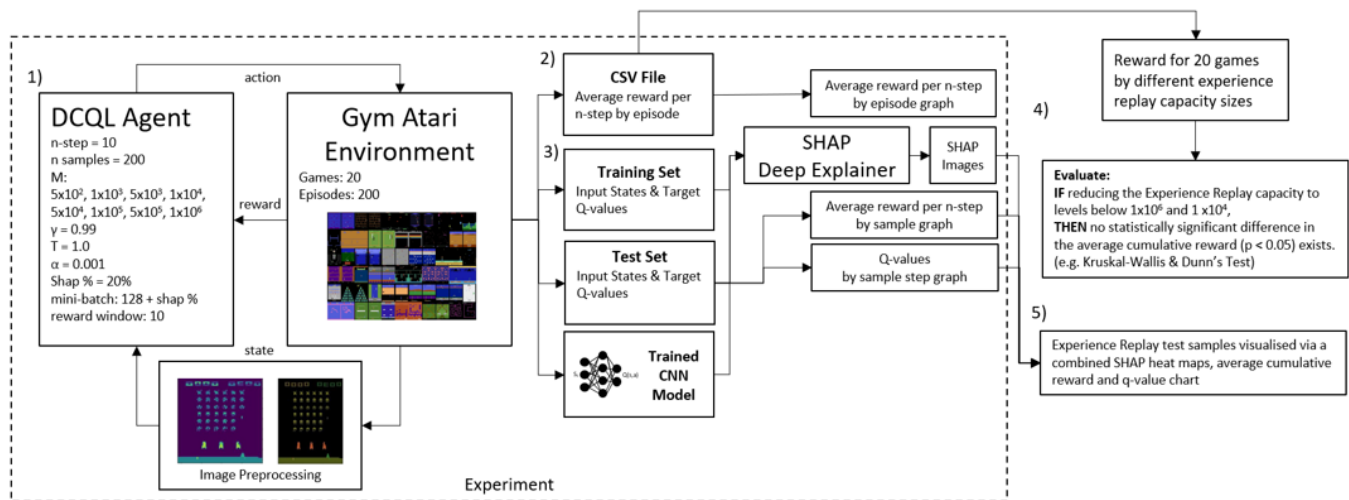 1)
action
DCQL Agent
n-step = 10
n samples = 200
M:
5x10², 1x10³, 5x10³, 1x10⁴,
5x10⁴, 1x10⁵, 5x10⁵, 1x10⁶
γ = 0.99
T = 1.0
α = 0.001
Shap % = 20%
mini-batch: 128 + shap %
reward window: 10
reward
Gym Atari
Environment
Games: 20
Episodes: 200
state
Image Preprocessing
2)
CSV File
Average reward per
n-step by episode
3)
Training Set
Input States & Target
Q-values
Test Set
Input States & Target
Q-values
Trained
CNN
Model
Average reward per n-step
by episode graph
SHAP
Deep Explainer
SHAP
Images
Average reward per n-step
by sample graph
Q-values
by sample step graph
Experiment
Reward for 20 games
by different experience
replay capacity sizes
4)
Evaluate:
IF reducing the Experience Replay capacity to
levels below 1x10⁶ and 1 x10⁴,
THEN no statistically significant difference in
the average cumulative reward (p < 0.05) exists.
(e.g. Kruskal-Wallis & Dunn's Test)
5)
Experience Replay test samples visualised via a
combined SHAP heat maps, average cumulative
reward and q-value chart